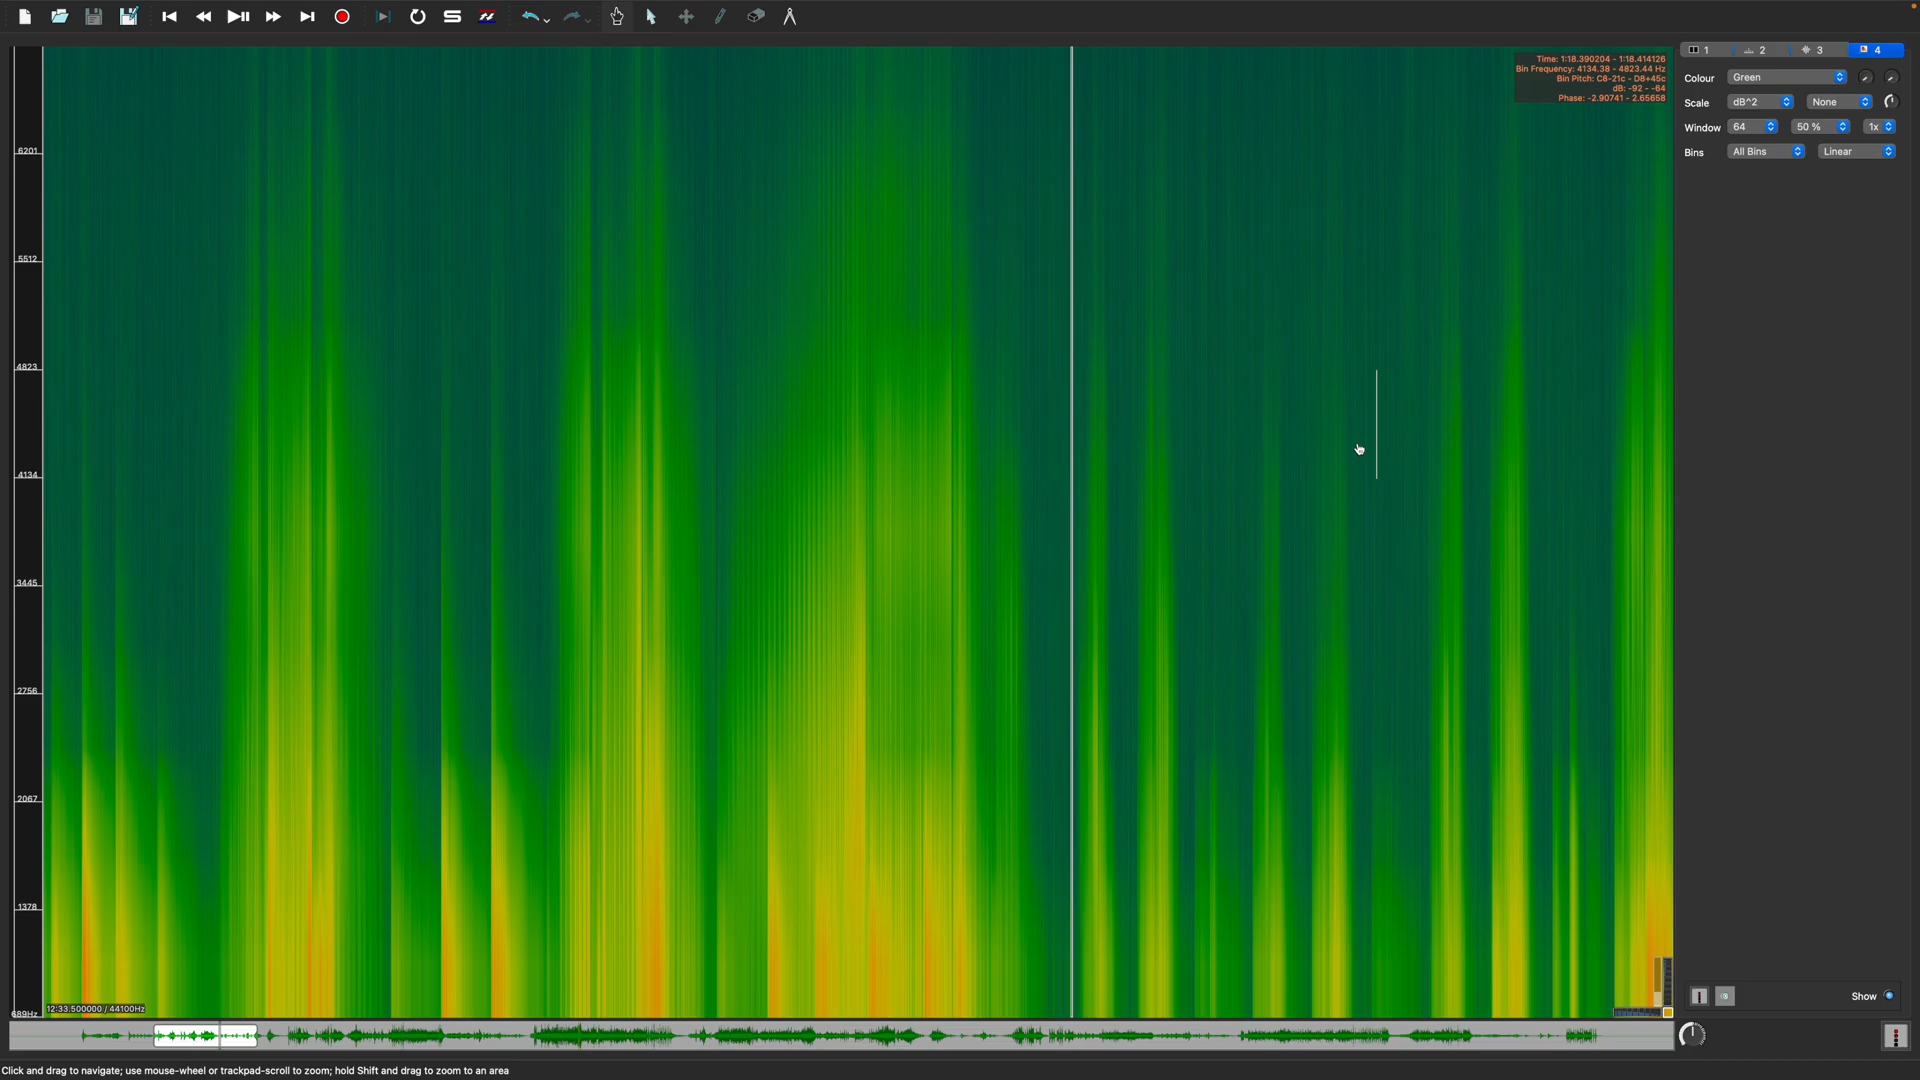 1 2 3 4
Time: 1:18.390204 - 1:18.414126
Bin Frequency: 4134.38 - 4823.44 Hz
Bin Pitch: C8-21c - D8+45c
dB: -92 - -64
Phase: -2.90741 - 2.65658
Colour Green
Scale dB^2 None
Window 64 50 % 1x
Bins All Bins Linear
6201
5512
4823
4134
3445
2756
2067
1378
689Hz
12:33.500000 / 44100Hz
Show
Click and drag to navigate; use mouse-wheel or trackpad-scroll to zoom; hold Shift and drag to zoom to an area